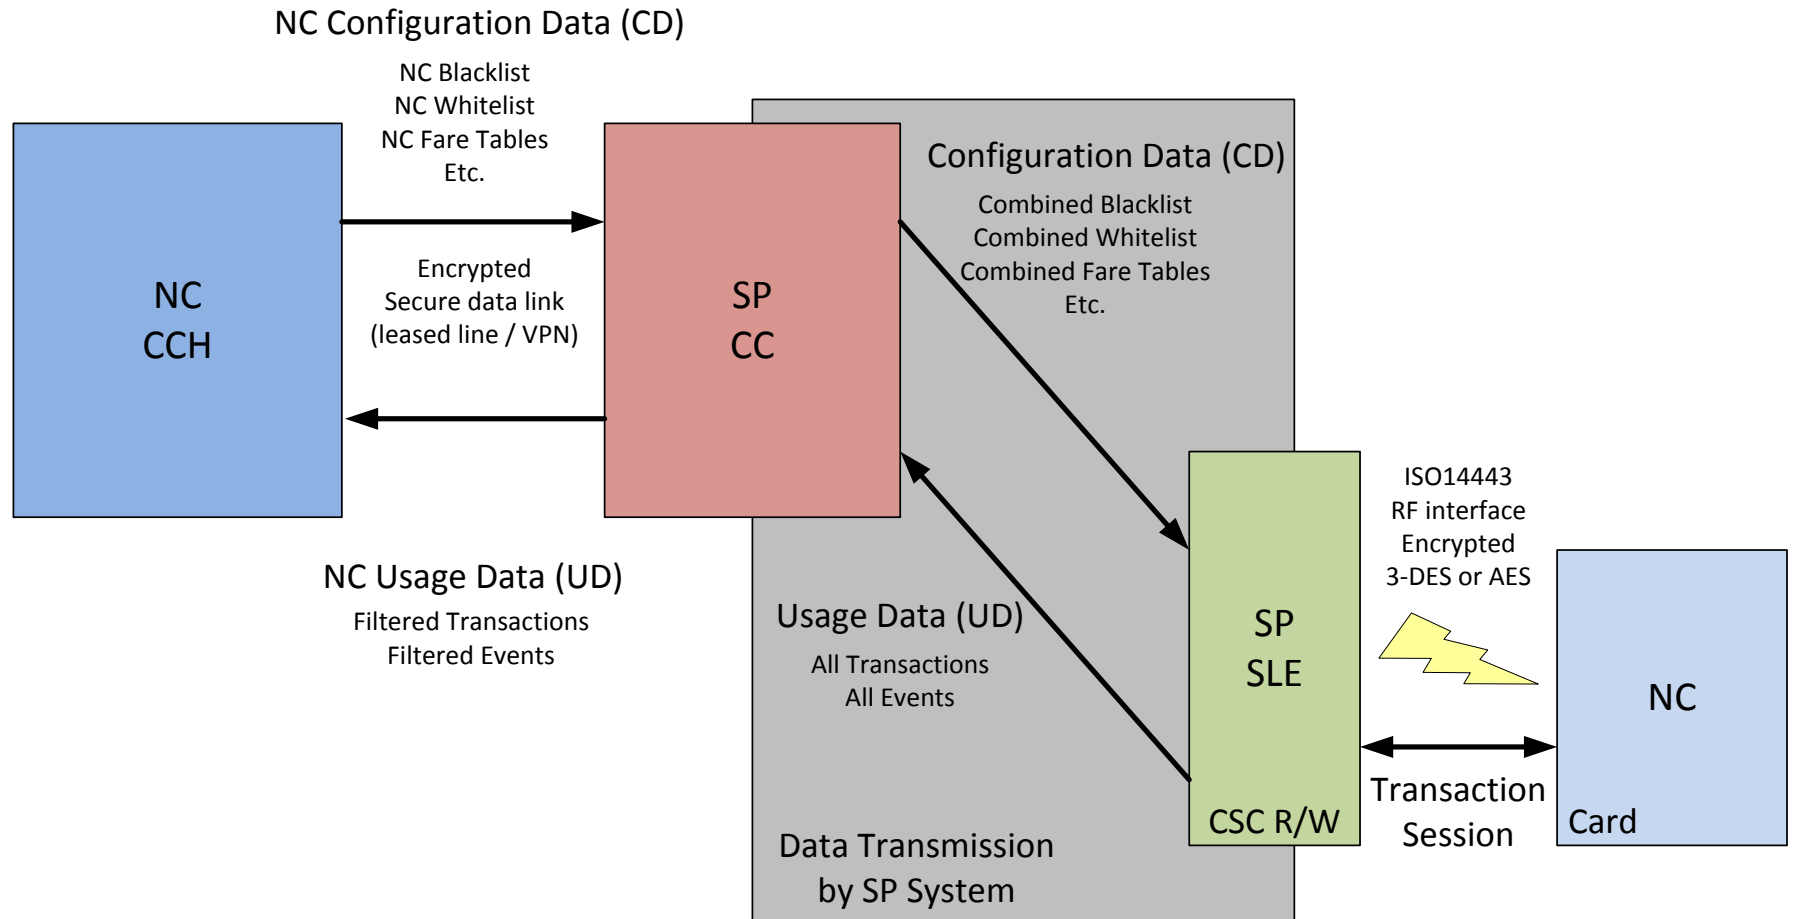 NC Configuration Data (CD)
NC Blacklist
NC Whitelist
NC Fare Tables
Etc.
NC
CCH
Encrypted
Secure data link
(leased line / VPN)
SP
CC
Configuration Data (CD)
Combined Blacklist
Combined Whitelist
Combined Fare Tables
Etc.
NC Usage Data (UD)
Filtered Transactions
Filtered Events
Usage Data (UD)
All Transactions
All Events
Data Transmission
by SP System
SP
SLE
CSC R/W
ISO14443
RF interface
Encrypted
3-DES or AES
Transaction
Session
NC
Card